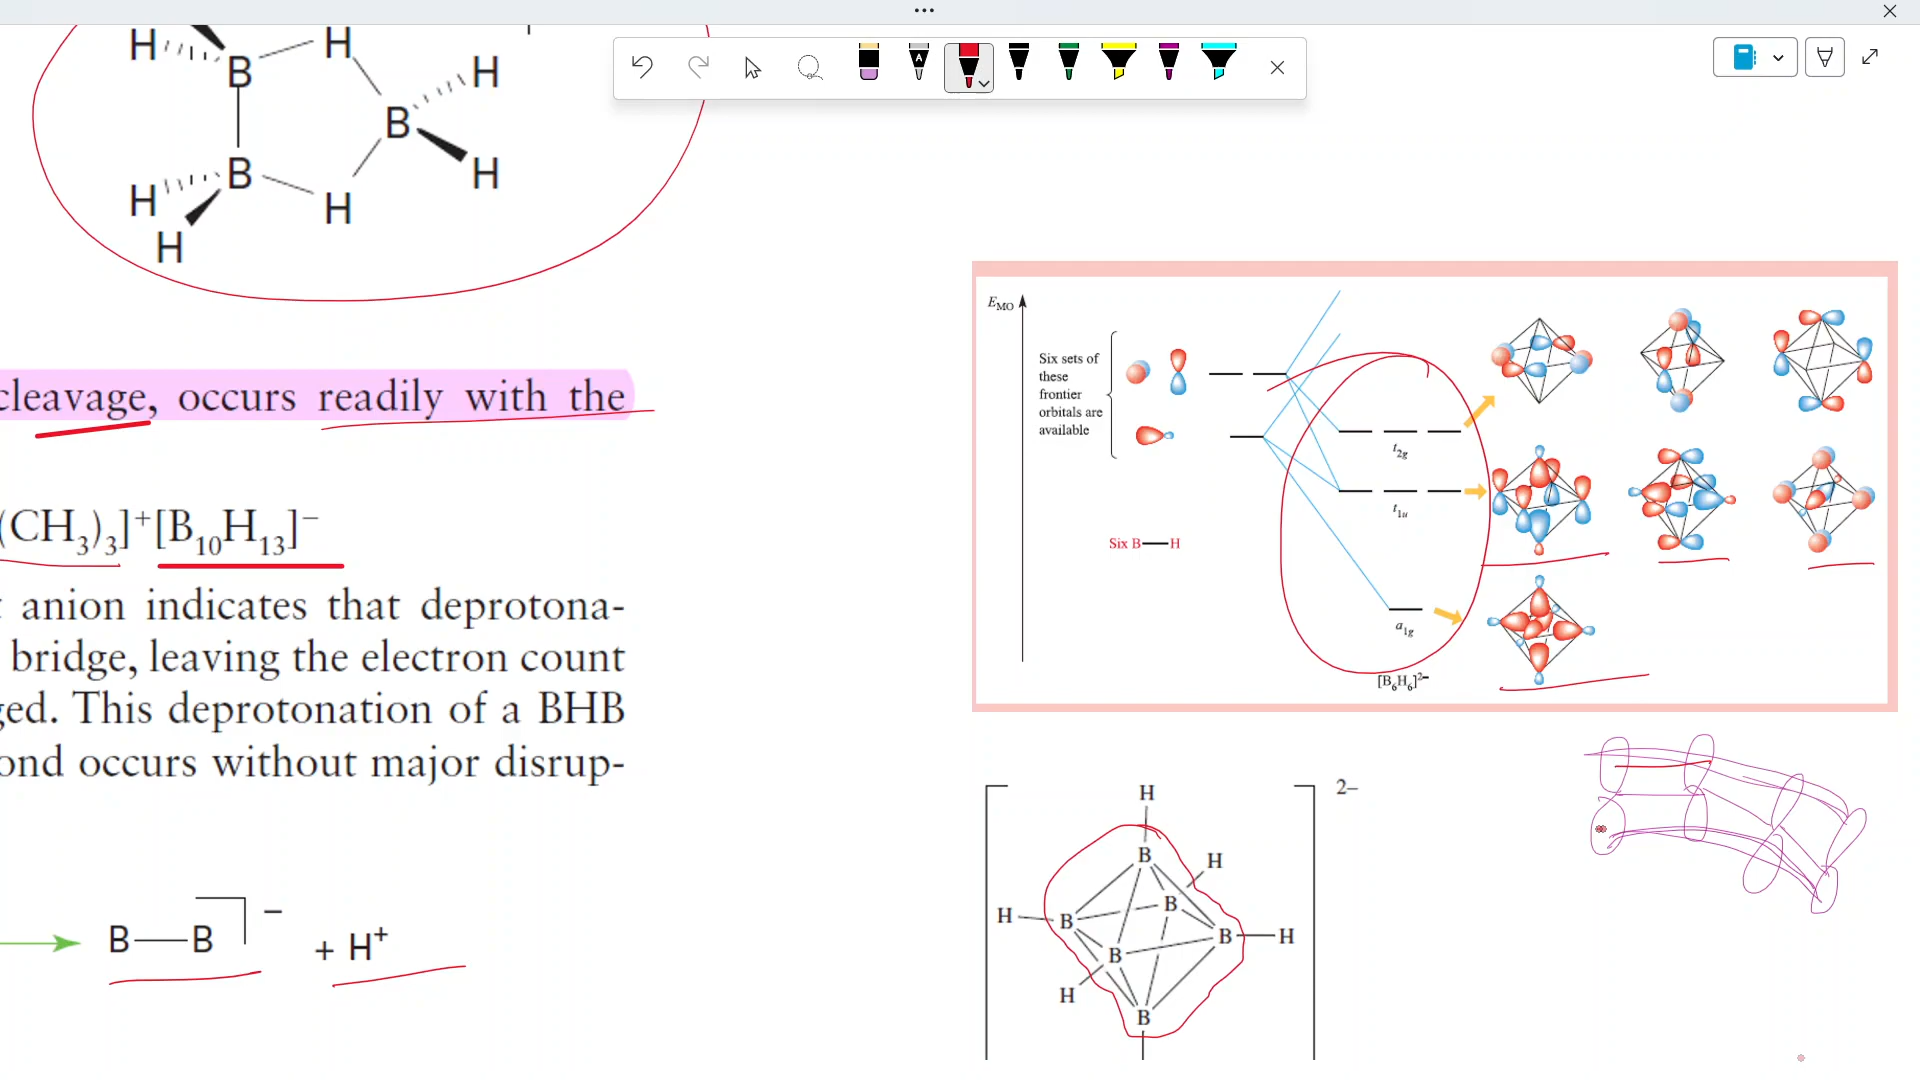 H B H
B H
H B H
H
H
cleavage, occurs readily with the
(CH3)3]+[B10H13]−
anion indicates that deprotona-
bridge, leaving the electron count
ged. This deprotonation of a BHB
ond occurs without major disrup-
B—B − + H+
EMO
Six sets of
these
frontier
orbitals are
available
Six B—H
t2g
t1u
a1g
[B6H6]2−
2−
H
B H
B
H B
B H
B
H
B
A